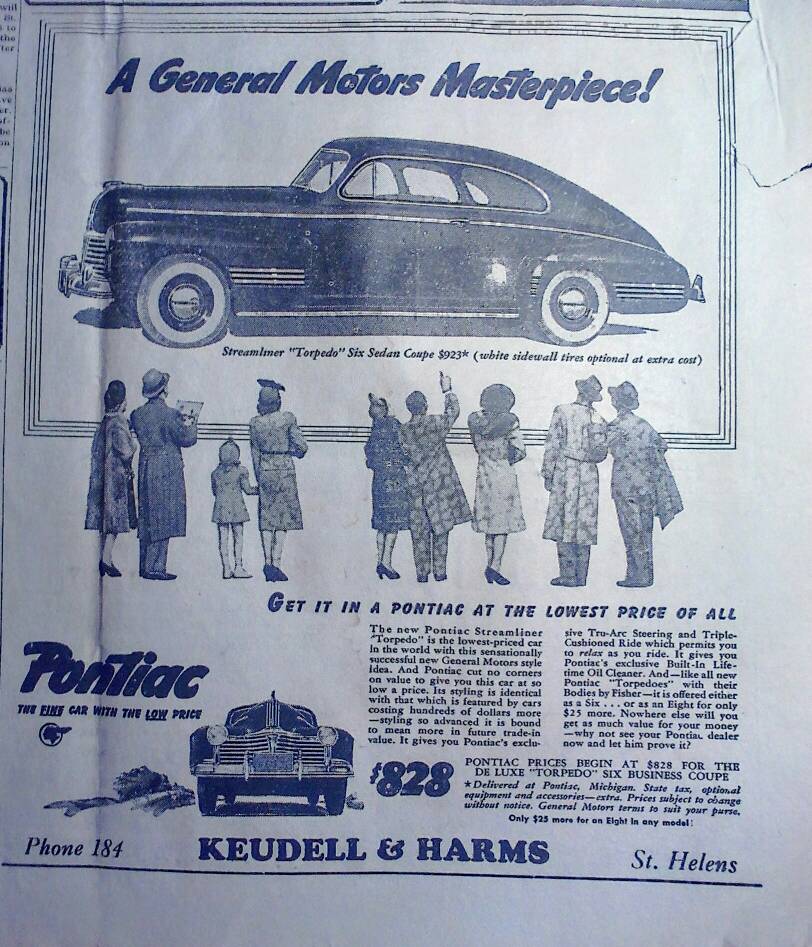 will
St.
to
the
ter
ve
er.
be
on
A General Motors Masterpiece!
Streamliner "Torpedo" Six Sedan Coupe $923* (white sidewall tires optional at extra cost)
GET IT IN A PONTIAC AT THE LOWEST PRICE OF ALL
Pontiac
THE FINE CAR WITH THE LOW PRICE
The new Pontiac Streamliner
"Torpedo" is the lowest-priced car
in the world with this sensationally
successful new General Motors style
idea. And Pontiac cut no corners
on value to give you this car at so
low a price. Its styling is identical
with that which is featured by cars
costing hundreds of dollars more
—styling so advanced it is bound
to mean more in future trade-in
value. It gives you Pontiac's exclu-
sive Tru-Arc Steering and Triple-
Cushioned Ride which permits you
to relax as you ride. It gives you
Pontiac's exclusive Built-In Life-
time Oil Cleaner. And—like all new
Pontiac "Torpedoes" with their
Bodies by Fisher—it is offered either
as a Six . . . or as an Eight for only
$25 more. Nowhere else will you
get as much value for your money
—why not see your Pontiac dealer
now and let him prove it?
$828
PONTIAC PRICES BEGIN AT $828 FOR THE
DE LUXE "TORPEDO" SIX BUSINESS COUPE
*Delivered at Pontiac, Michigan. State tax, optional
equipment and accessories—extra. Prices subject to change
without notice. General Motors terms to suit your purse.
Only $25 more for an Eight in any model!
Phone 184
KEUDELL & HARMS
St. Helens